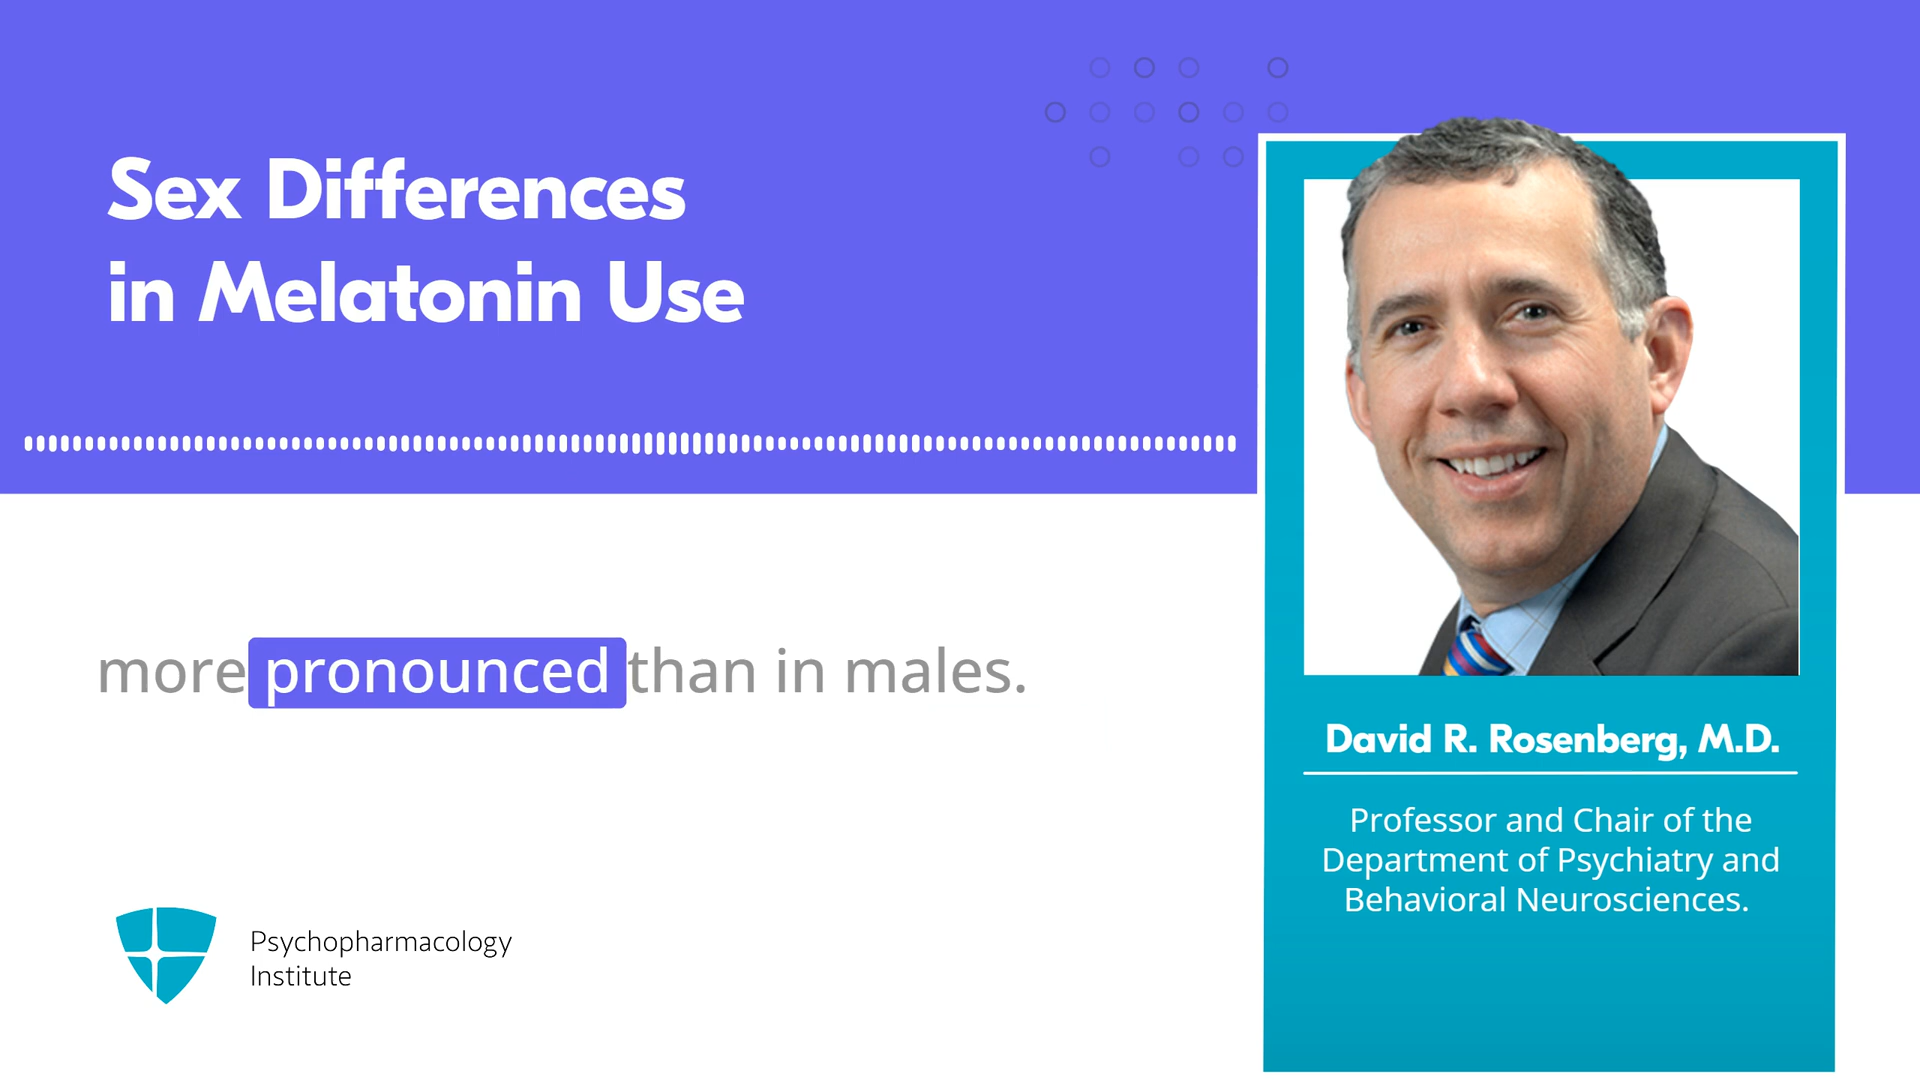 Sex Differences
in Melatonin Use
more pronounced than in males.
Psychopharmacology
Institute
David R. Rosenberg, M.D.
Professor and Chair of the
Department of Psychiatry and
Behavioral Neurosciences.